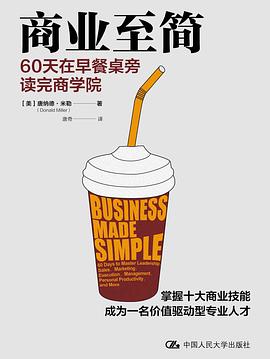 商业至简
60天在早餐桌旁
读完商学院
【美】唐纳德·米勒 著
(Donald Miller)
唐奇 译
BUSINESS
MADE
SIMPLE
60 Days to Master Leadership,
Sales, Marketing,
Execution, Management,
Personal Productivity,
and More
掌握十大商业技能
成为一名价值驱动型专业人才
中国人民大学出版社